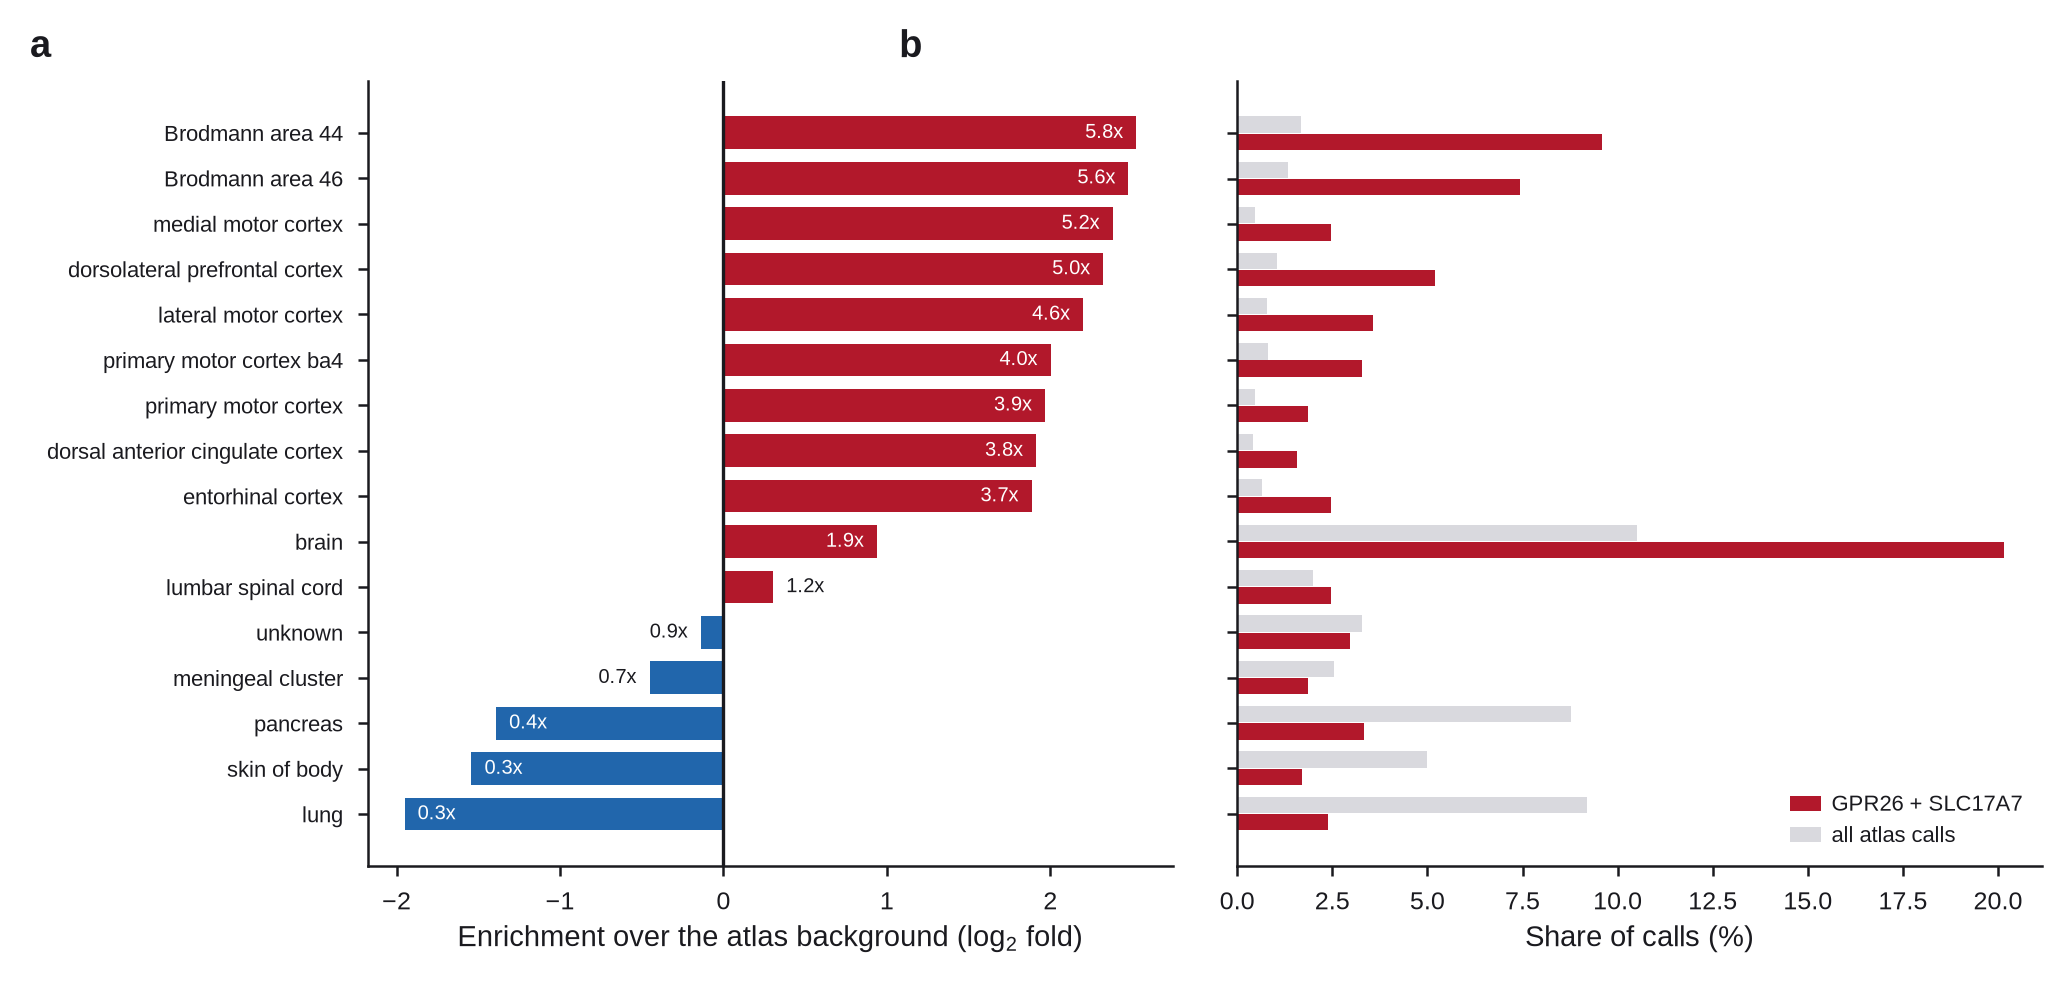 a
b
Brodmann area 44
5.8x
Brodmann area 46
5.6x
medial motor cortex
5.2x
dorsolateral prefrontal cortex
5.0x
lateral motor cortex
4.6x
primary motor cortex ba4
4.0x
primary motor cortex
3.9x
dorsal anterior cingulate cortex
3.8x
entorhinal cortex
3.7x
brain
1.9x
lumbar spinal cord
1.2x
unknown
0.9x
meningeal cluster
0.7x
pancreas
0.4x
skin of body
0.3x
lung
0.3x
−2
−1
0
1
2
Enrichment over the atlas background (log₂ fold)
GPR26 + SLC17A7
all atlas calls
0.0
2.5
5.0
7.5
10.0
12.5
15.0
17.5
20.0
Share of calls (%)